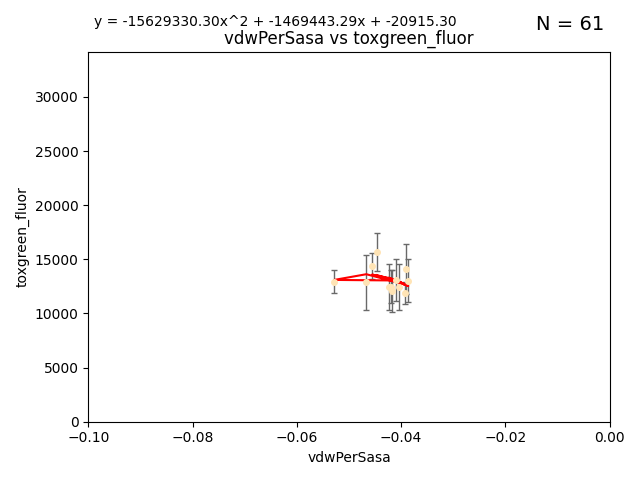 y = -15629330.30x^2 + -1469443.29x + -20915.30
N = 61
vdwPerSasa vs toxgreen_fluor
toxgreen_fluor
30000
25000
20000
15000
10000
5000
0
−0.10
−0.08
−0.06
−0.04
−0.02
0.00
vdwPerSasa